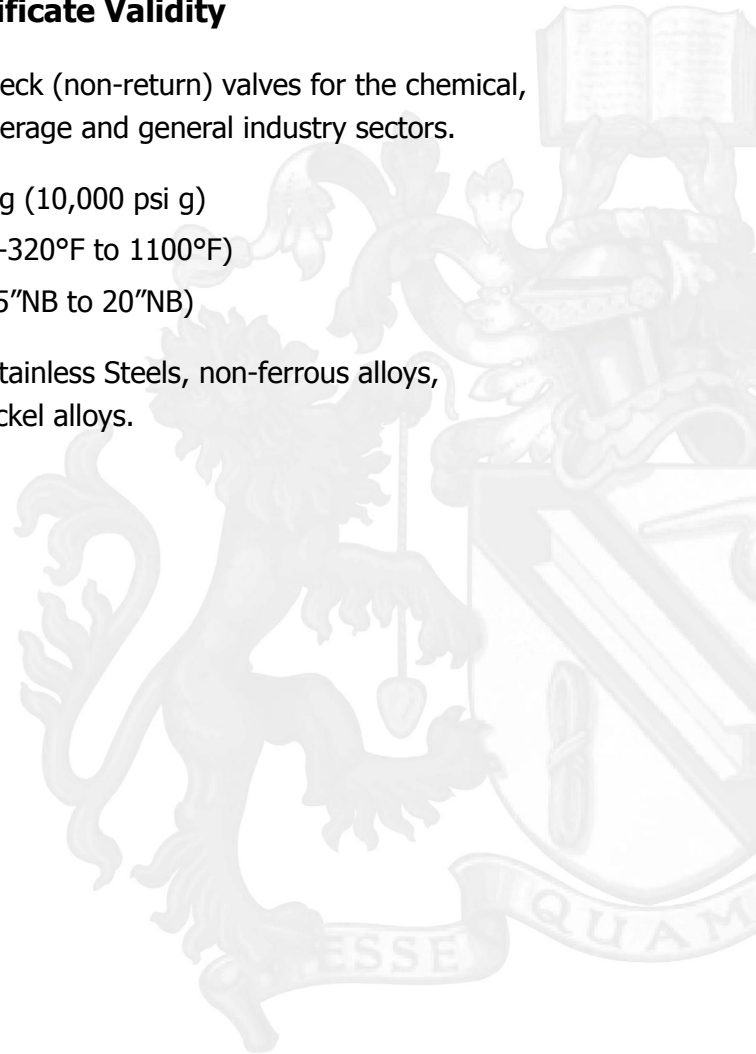 ificate Validity
eck (non-return) valves for the chemical,
erage and general industry sectors.
g (10,000 psi g)
-320°F to 1100°F)
5”NB to 20”NB)
tainless Steels, non-ferrous alloys,
ckel alloys.
ESSE
QUAM